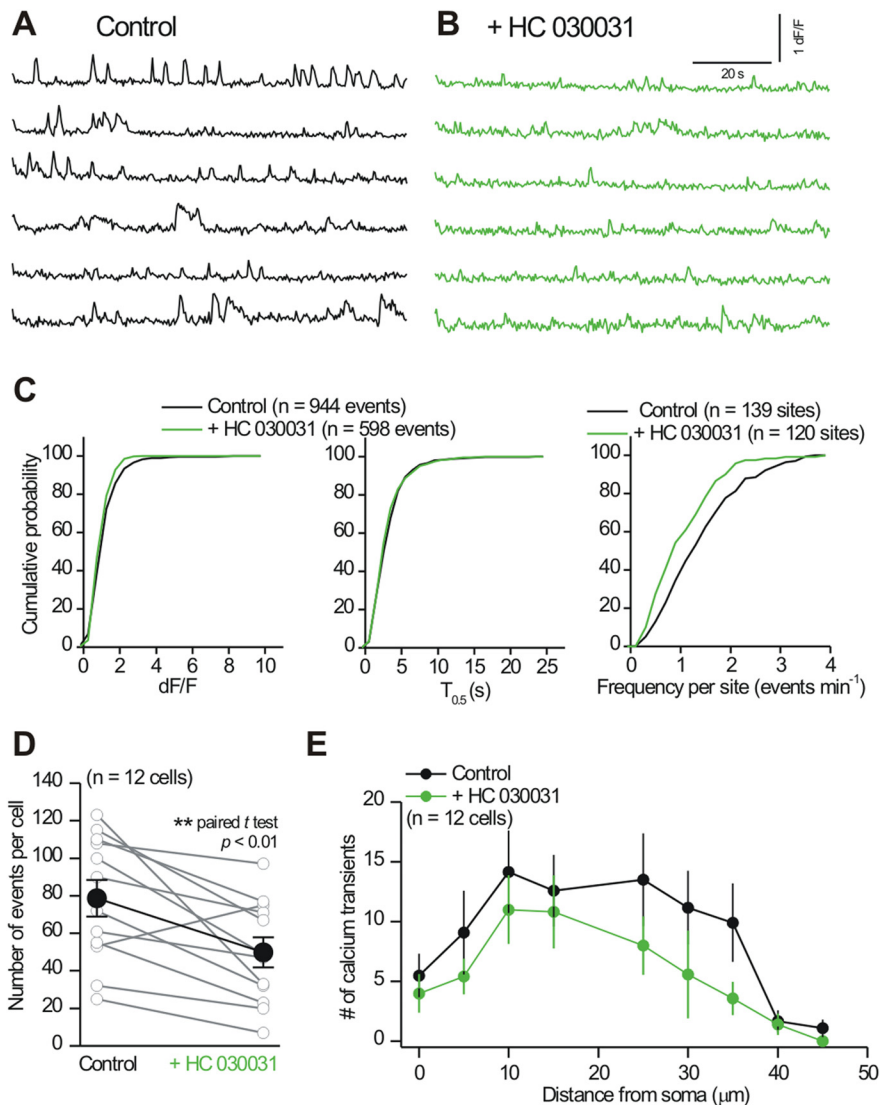 A Control
B + HC 030031
1 dF/F
20 s
C
Control (n = 944 events)
+ HC 030031 (n = 598 events)
Control (n = 139 sites)
+ HC 030031 (n = 120 sites)
Cumulative probability
100
80
60
40
20
0
0 2 4 6 8 10
dF/F
100
80
60
40
20
0
0 5 10 15 20 25
T0.5(s)
100
80
60
40
20
0
0 1 2 3 4
Frequency per site (events min-1)
D
(n = 12 cells)
** paired t test
p < 0.01
Number of events per cell
140
120
100
80
60
40
20
0
Control + HC 030031
E
Control
+ HC 030031
(n = 12 cells)
# of calcium transients
20
15
10
5
0
0 10 20 30 40 50
Distance from soma (μm)